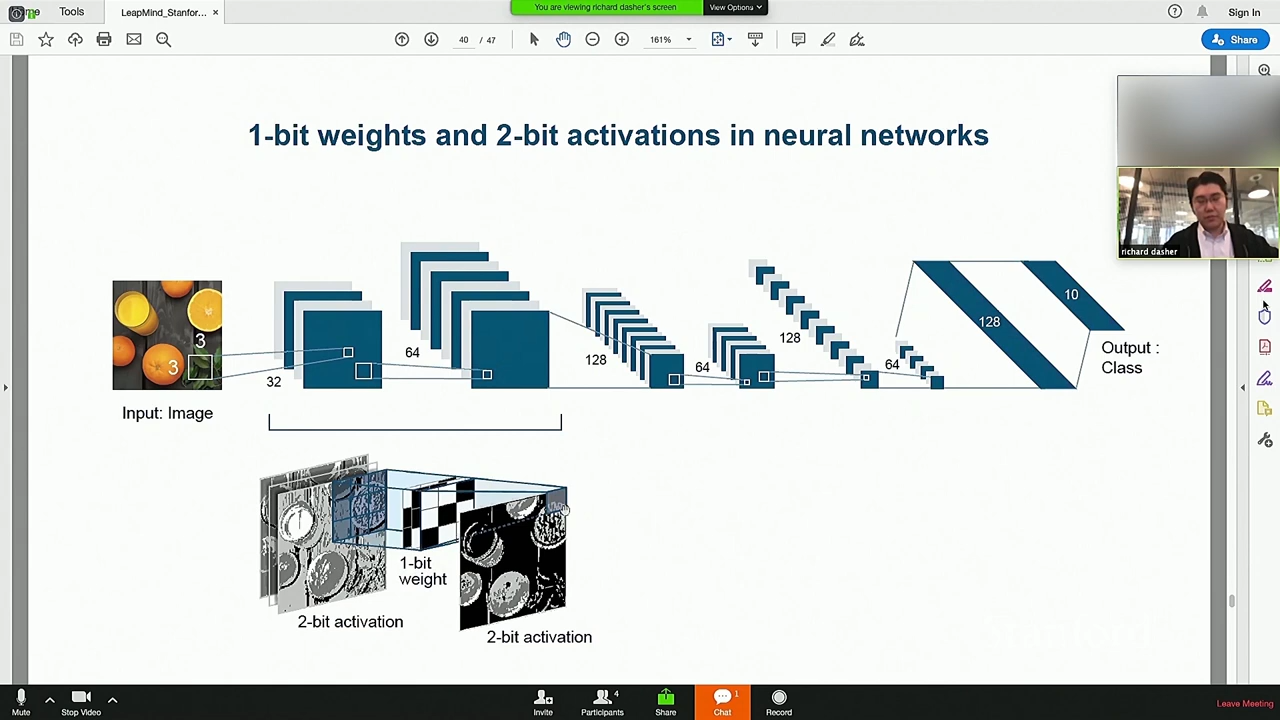 Tools
LeapMind_Stanfor... ×
You are viewing richard dasher's screen
View Options
Sign In
40 / 47
161%
Share
1-bit weights and 2-bit activations in neural networks
richard dasher
3
3
32
64
128
64
128
64
128
10
Input: Image
Output :
Class
1-bit
weight
2-bit activation
2-bit activation
Mute
Stop Video
Invite
4
Participants
Share
1
Chat
Record
Leave Meeting